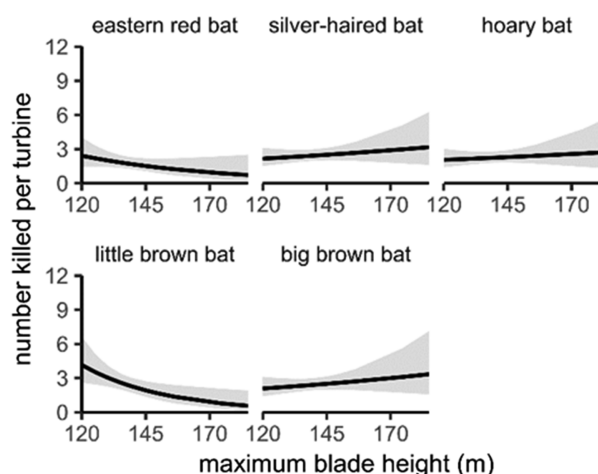 eastern red bat silver-haired bat hoary bat
12
9
6
3
0
120 145 170 120 145 170 120 145 170
number killed per turbine
little brown bat big brown bat
12
9
6
3
0
120 145 170 120 145 170
maximum blade height (m)